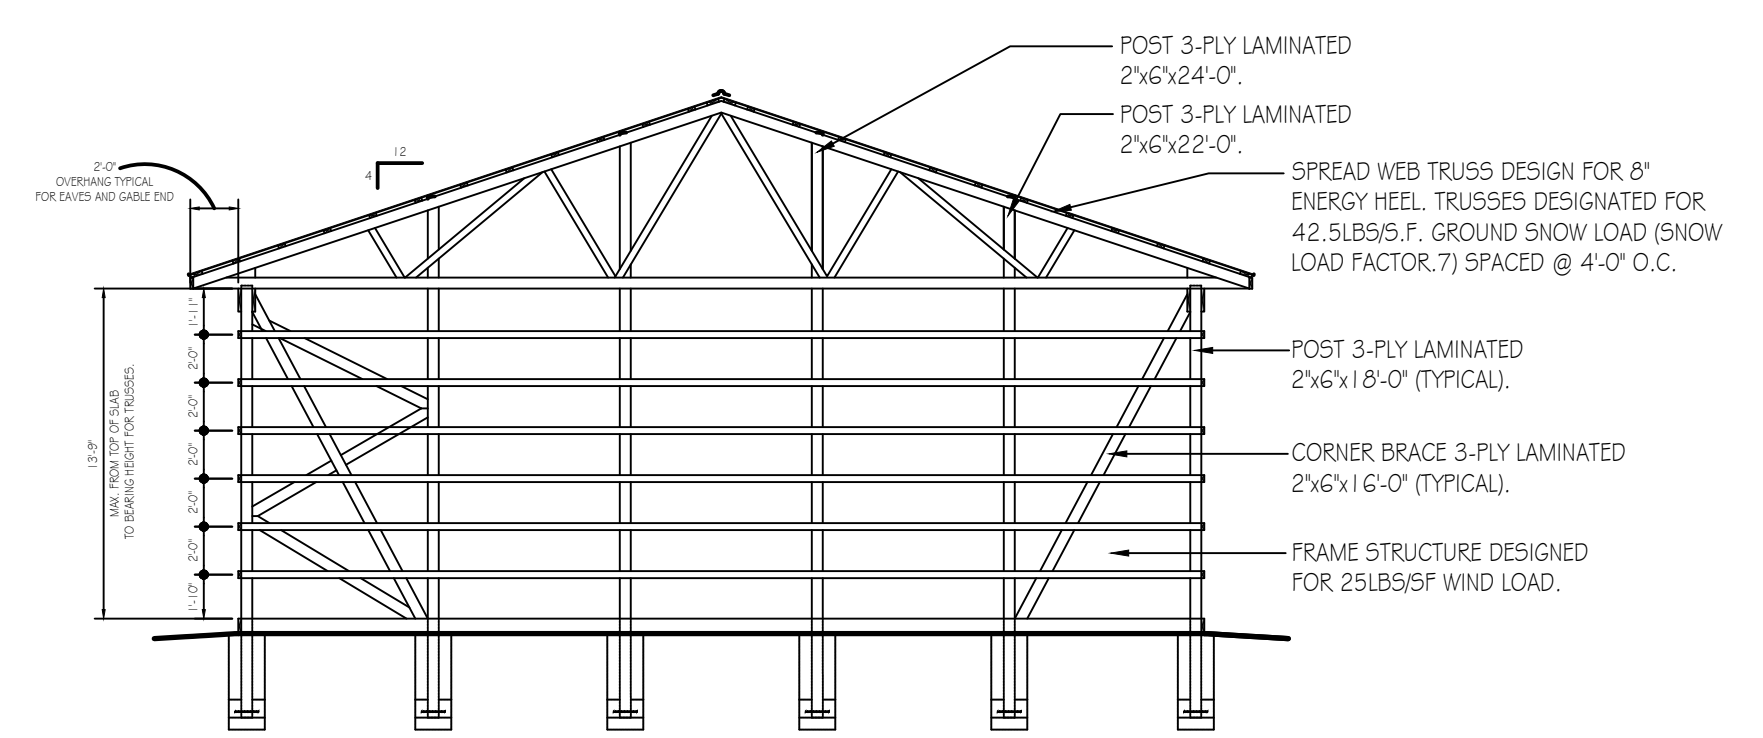 POST 3-PLY LAMINATED
2"x6"x24'-0".
POST 3-PLY LAMINATED
2"x6"x22'-0".
SPREAD WEB TRUSS DESIGN FOR 8"
ENERGY HEEL. TRUSSES DESIGNATED FOR
42.5LBS/S.F. GROUND SNOW LOAD (SNOW
LOAD FACTOR.7) SPACED @ 4'-0" O.C.
12
4
2'-0"
OVERHANG TYPICAL
FOR EAVES AND GABLE END
1'-11"
2'-0"
2'-0"
2'-0"
2'-0"
2'-0"
1'-10"
13'-9"
MAX. FROM TOP OF SLAB
TO BEARING HEIGHT FOR TRUSSES.
POST 3-PLY LAMINATED
2"x6"x18'-0" (TYPICAL).
CORNER BRACE 3-PLY LAMINATED
2"x6"x16'-0" (TYPICAL).
FRAME STRUCTURE DESIGNED
FOR 25LBS/SF WIND LOAD.